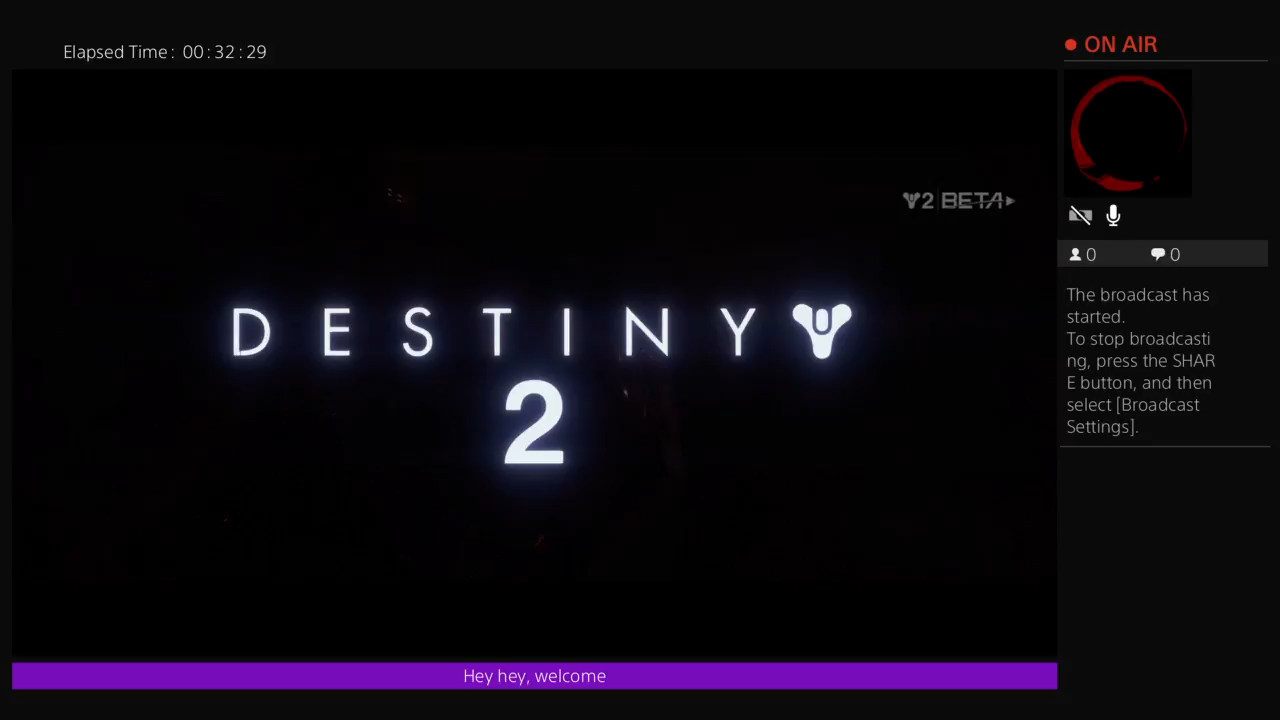 Elapsed Time: 00:32:29
ON AIR
2 BETA
DESTINY
2
0 0
The broadcast has
started.
To stop broadcasti
ng, press the SHAR
E button, and then
select [Broadcast
Settings].
Hey hey, welcome